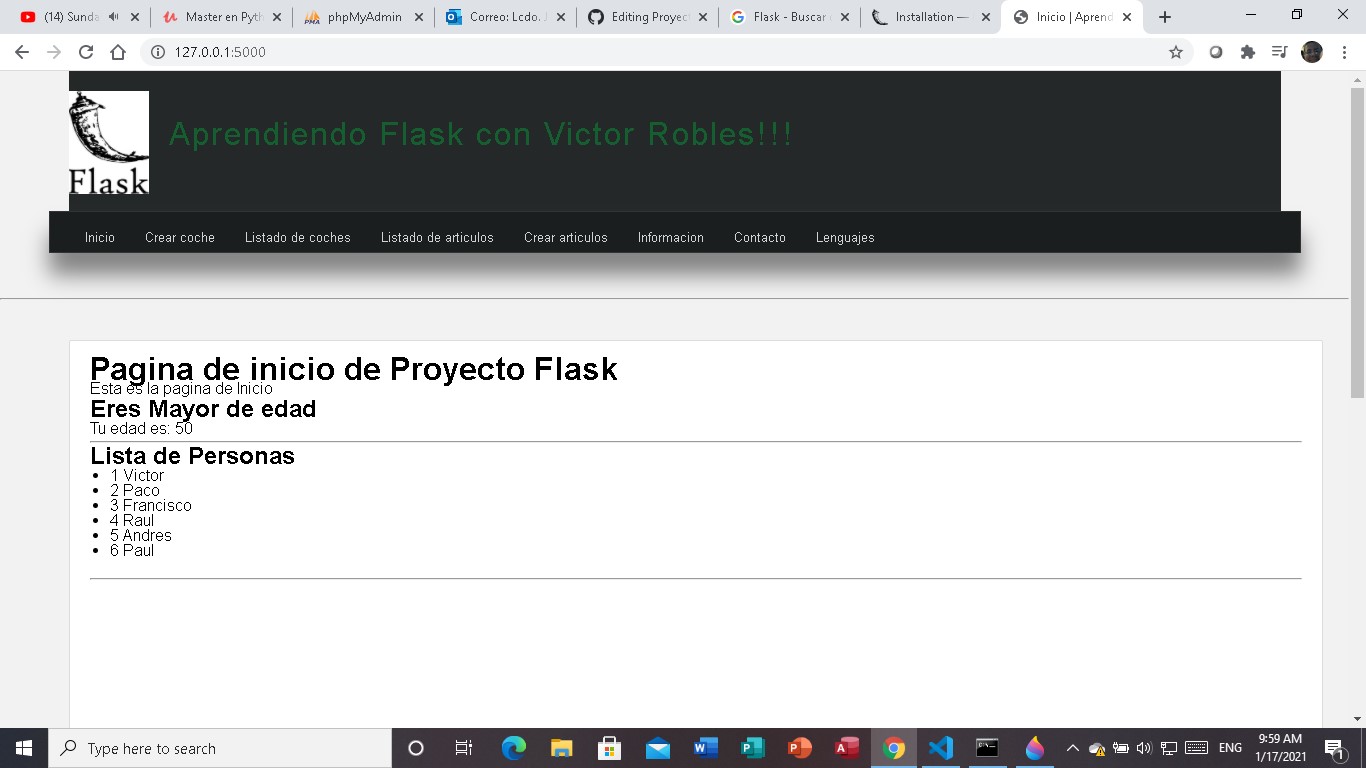 (14) Sunda
Master en Pyth
phpMyAdmin
Correo: Lcdo. J
Editing Proyect
Flask - Buscar
Installation —
Inicio | Aprend
127.0.0.1:5000
Flask
Aprendiendo Flask con Victor Robles!!!
Inicio Crear coche Listado de coches Listado de articulos Crear articulos Informacion Contacto Lenguajes
Pagina de inicio de Proyecto Flask
Esta es la pagina de Inicio
Eres Mayor de edad
Tu edad es: 50
Lista de Personas
1 Victor
2 Paco
3 Francisco
4 Raul
5 Andres
6 Paul
Type here to search
ENG
9:59 AM
1/17/2021
1